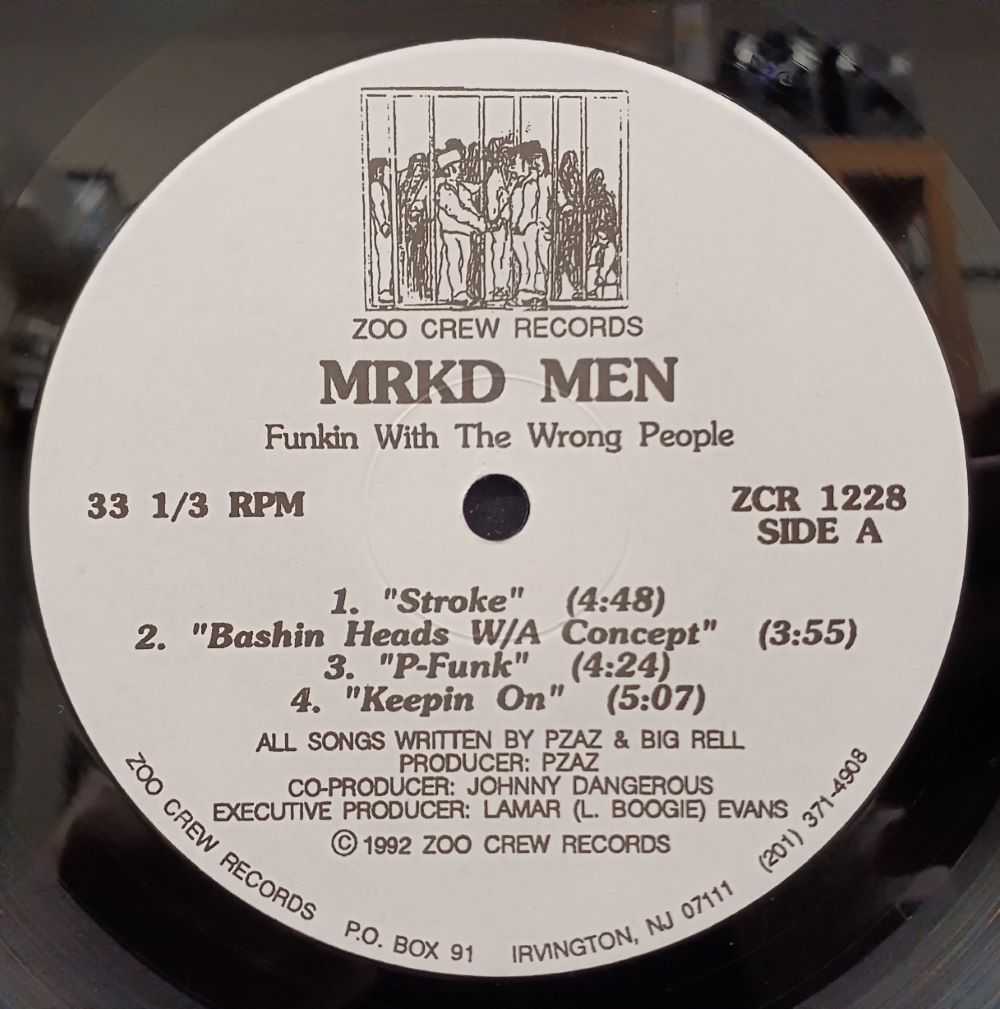 ZOO CREW RECORDS
MRKD MEN
Funkin With The Wrong People
33 1/3 RPM
ZCR 1228
SIDE A
1. "Stroke" (4:48)
2. "Bashin Heads W/A Concept" (3:55)
3. "P-Funk" (4:24)
4. "Keepin On" (5:07)
ALL SONGS WRITTEN BY PZAZ & BIG RELL
PRODUCER: PZAZ
CO-PRODUCER: JOHNNY DANGEROUS
EXECUTIVE PRODUCER: LAMAR (L. BOOGIE) EVANS
© 1992 ZOO CREW RECORDS
ZOO CREW RECORDS P.O. BOX 91 IRVINGTON, NJ 07111 (201) 371-4908